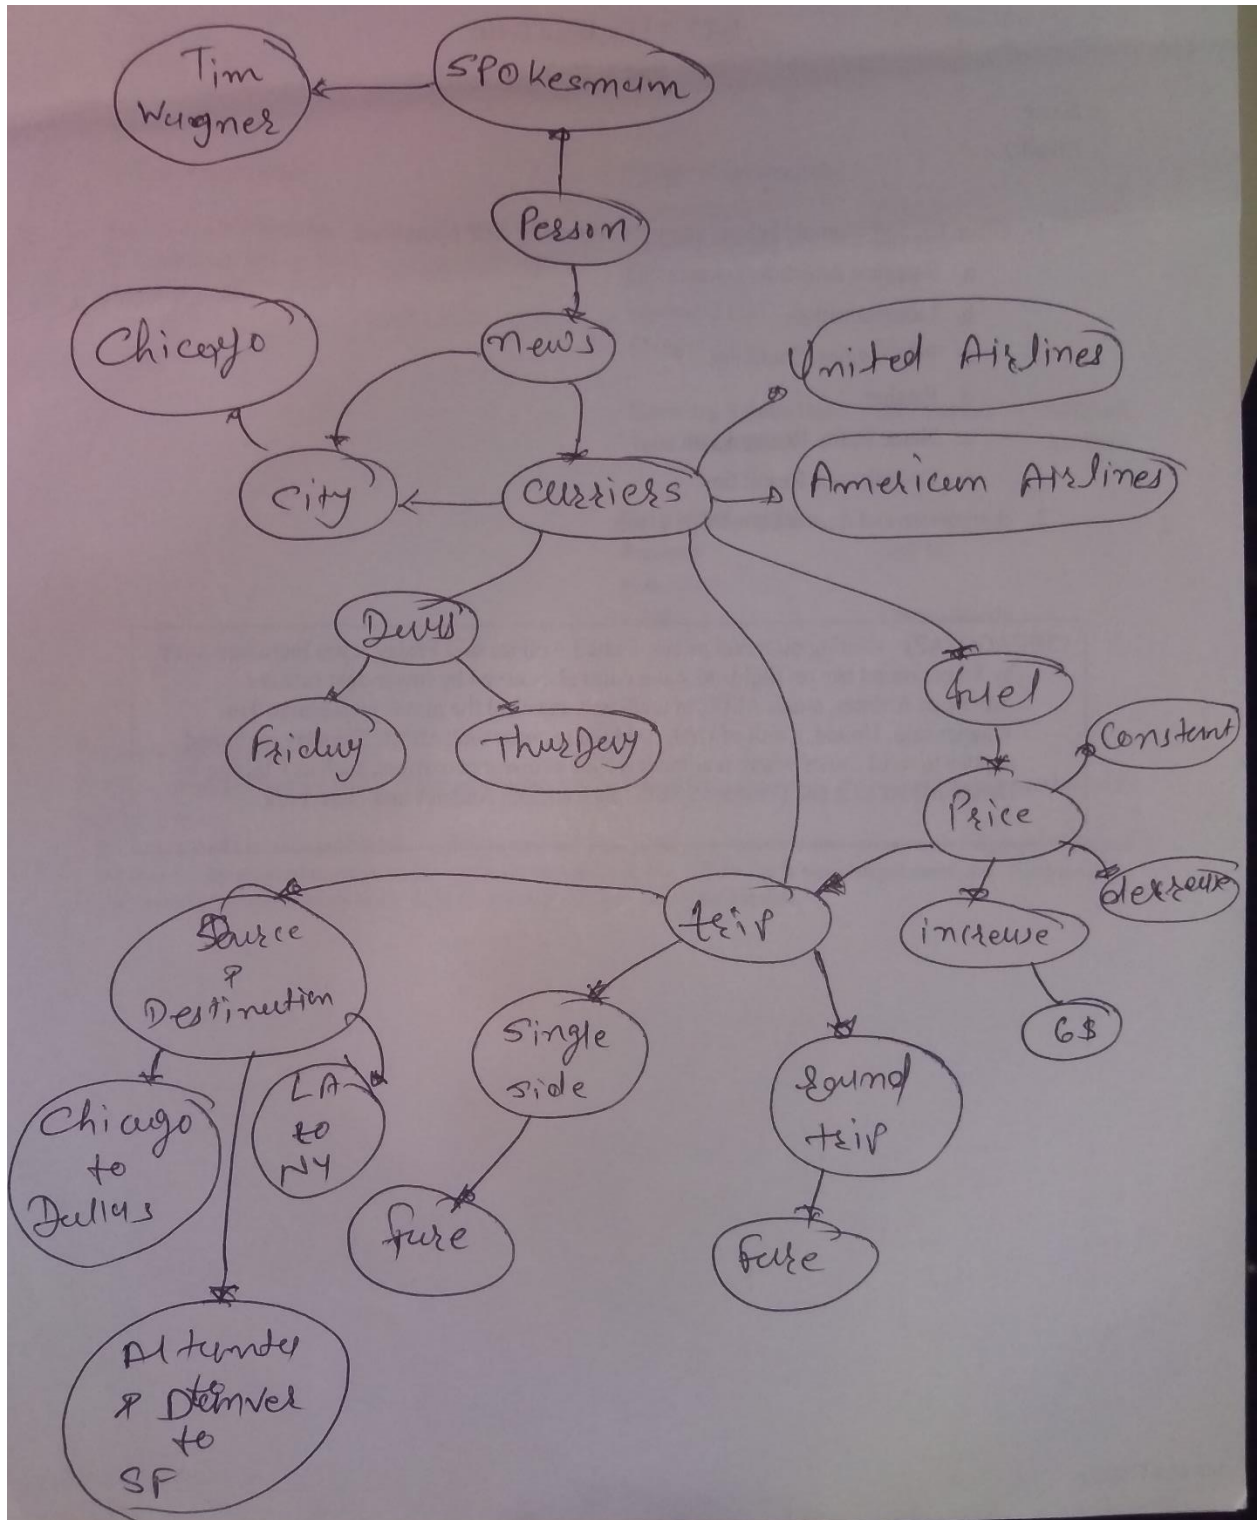 Tim
Wagner
Spokesman
Person
news
Chicago
United Airlines
American Airlines
City
carriers
Days
Friday
ThurDay
fuel
Constant
Price
decrease
increase
6$
trip
Source
&
Destination
Single
side
round
trip
Chicago
to
Dallas
LA
to
NY
fare
Fare
& Denver
to
SF